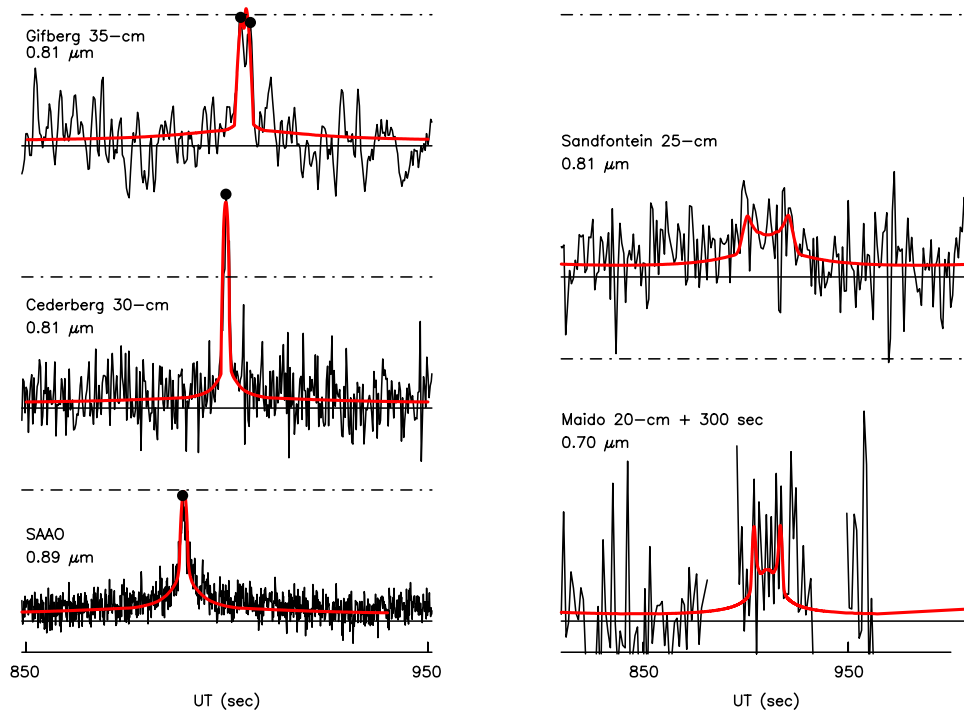 Gifberg 35−cm
0.81 μm
Cederberg 30−cm
0.81 μm
SAAO
0.89 μm
850
950
UT (sec)
Sandfontein 25−cm
0.81 μm
Maido 20−cm + 300 sec
0.70 μm
850
950
UT (sec)